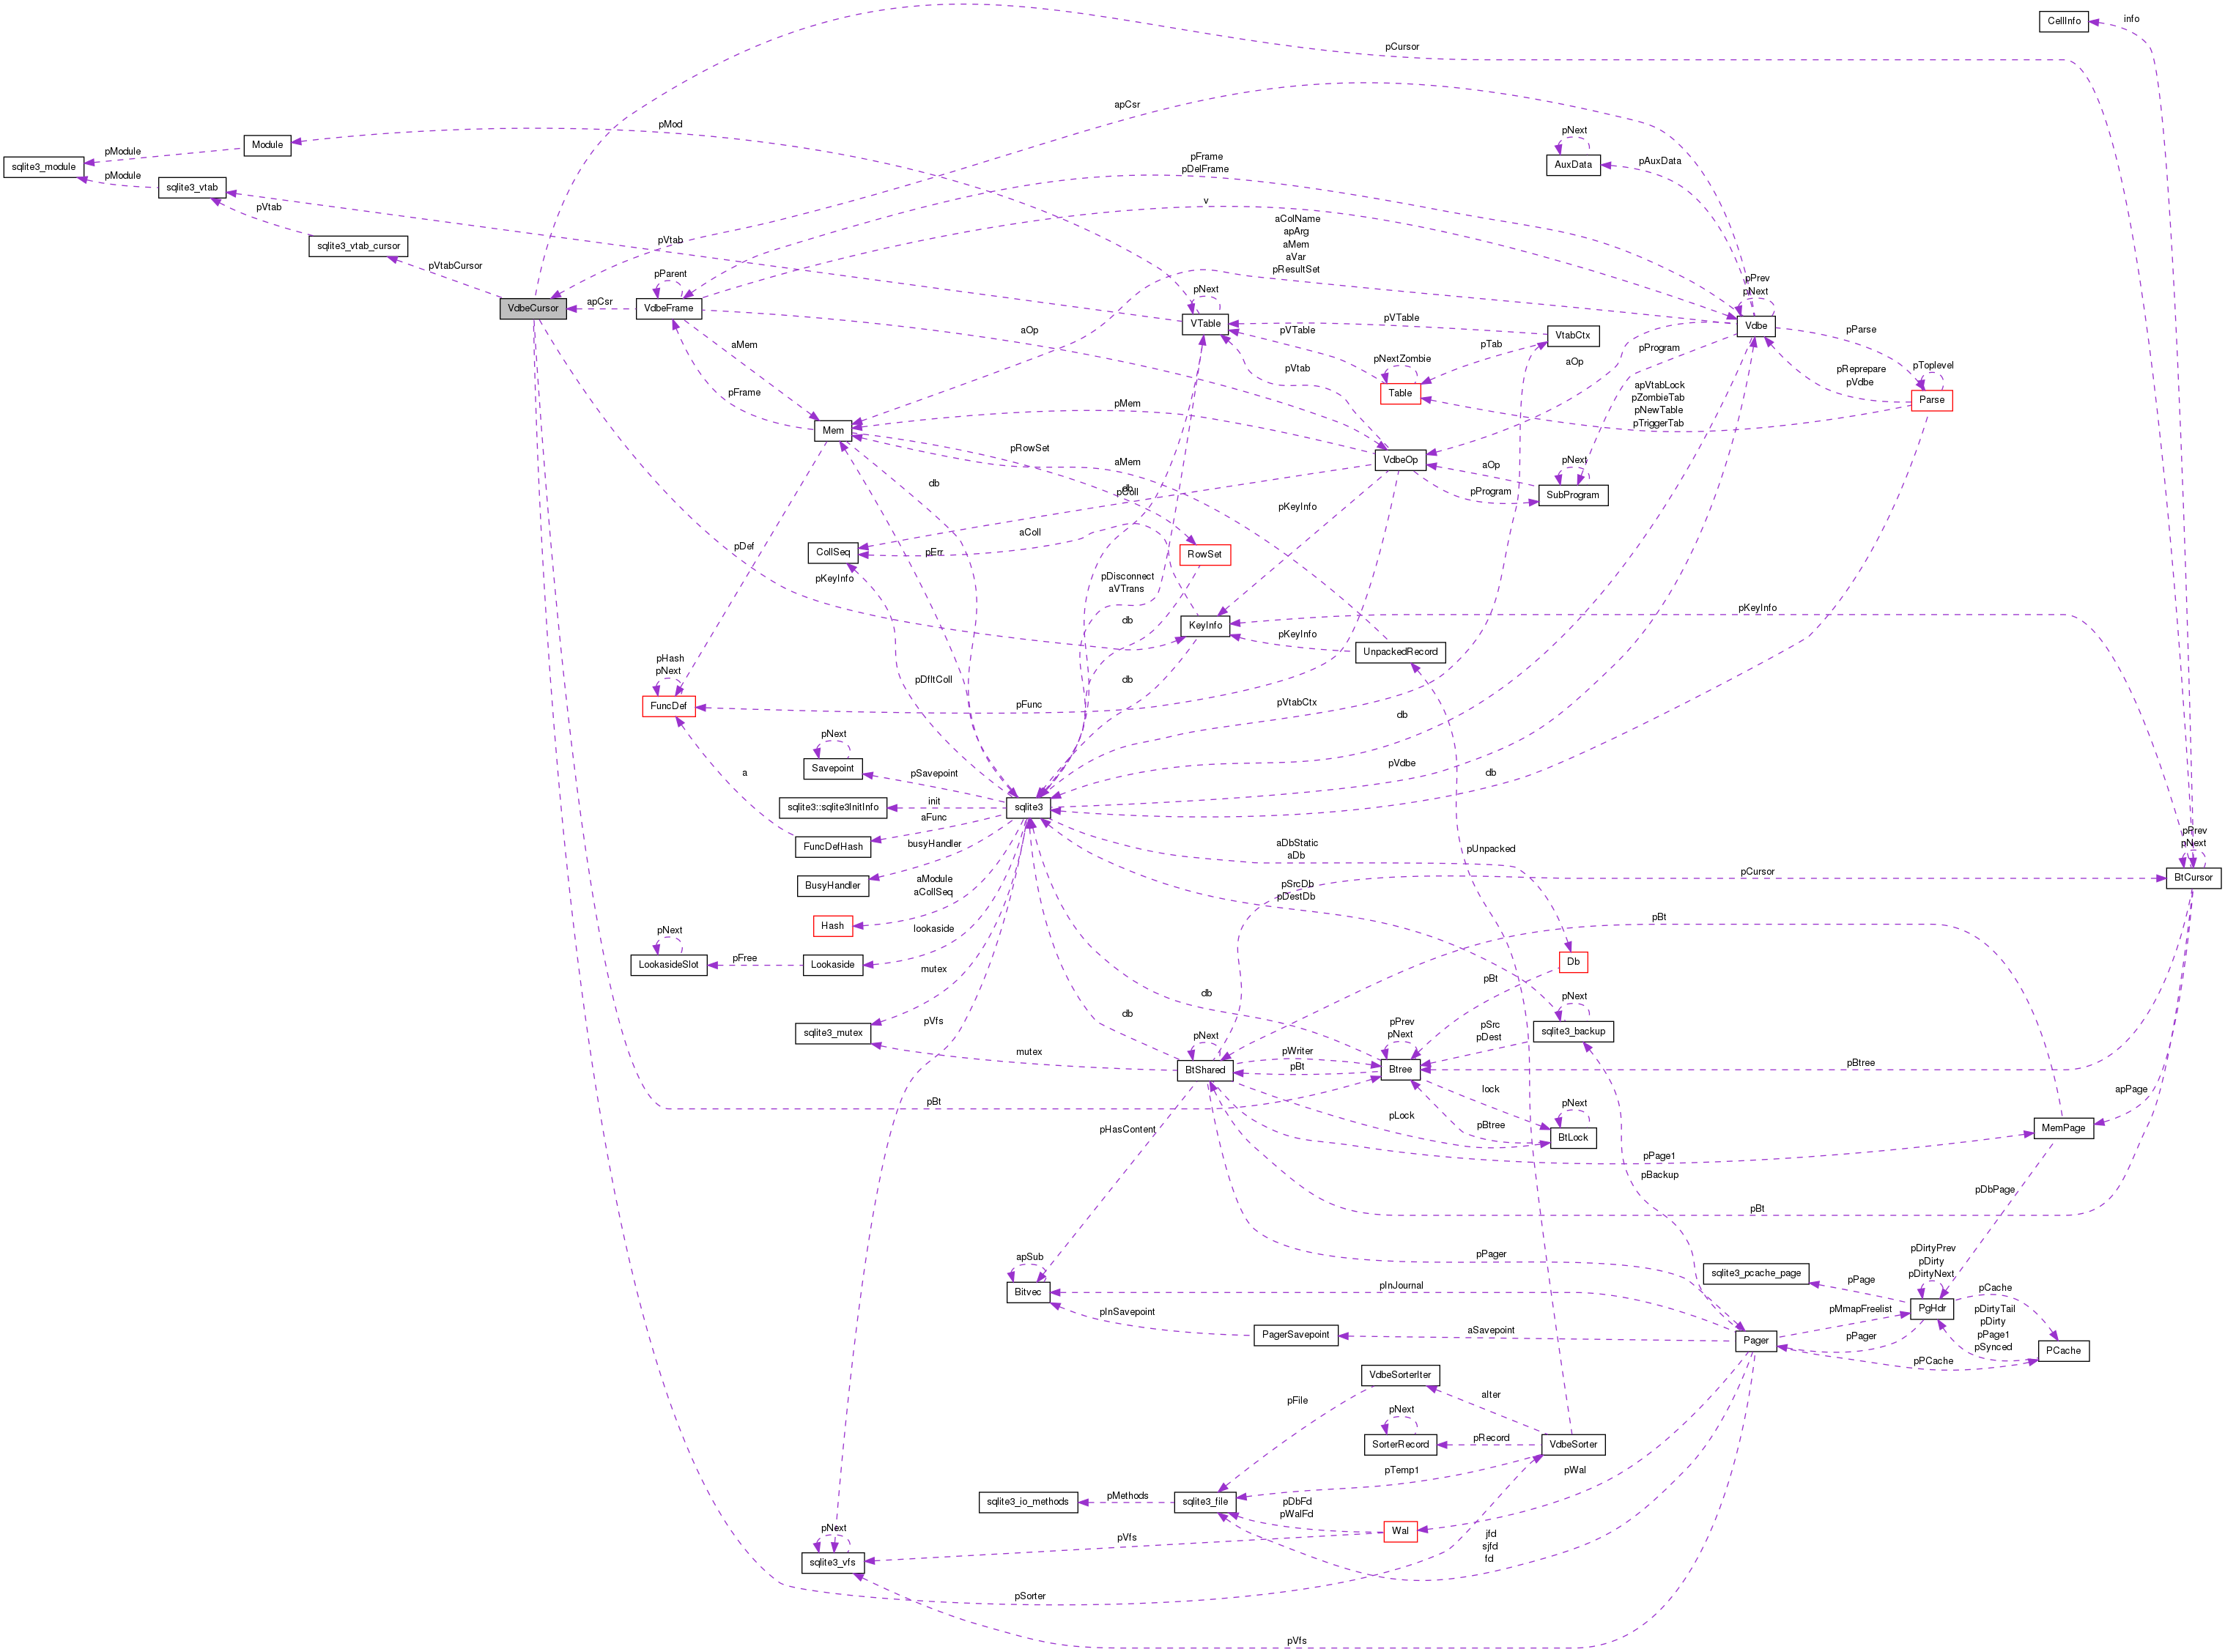 CellInfo
info
pCursor
apCsr
pMod
Module
pModule
sqlite3_module
pModule
sqlite3_vtab
pVtab
sqlite3_vtab_cursor
pVtabCursor
VdbeCursor
apCsr
pParent
VdbeFrame
pFrame
pDelFrame
v
pVtab
aColName
apArg
aMem
aVar
pResultSet
pNext
AuxData
pAuxData
pPrev
pNext
Vdbe
pNext
VTable
pVTable
pVTable
VtabCtx
pTab
pNextZombie
Table
pParse
pToplevel
Parse
pReprepare
pVdbe
pProgram
aOp
apVtabLock
pZombieTab
pNewTable
pTriggerTab
aOp
aMem
pFrame
Mem
pVtab
pMem
pRowSet
aMem
VdbeOp
aOp
pNext
SubProgram
pProgram
db
db
pColl
pKeyInfo
pDef
CollSeq
pErr
aColl
RowSet
pKeyInfo
pDisconnect
aVTrans
db
KeyInfo
pKeyInfo
pKeyInfo
UnpackedRecord
pHash
pNext
FuncDef
pDfltColl
db
pFunc
pVtabCtx
db
a
pNext
Savepoint
pSavepoint
sqlite3::sqlite3InitInfo
init
sqlite3
pVdbe
db
FuncDefHash
aFunc
BusyHandler
busyHandler
aDbStatic
aDb
pUnpacked
pPrev
pNext
BtCursor
aModule
aCollSeq
pSrcDb
pDestDb
pCursor
Hash
lookaside
pBt
pNext
LookasideSlot
pFree
Lookaside
Db
mutex
pVfs
sqlite3_mutex
db
pBt
pNext
sqlite3_backup
db
pPrev
pNext
pSrc
pDest
mutex
pNext
BtShared
pWriter
pBt
Btree
pBtree
lock
apPage
pBt
pHasContent
pLock
pBtree
pNext
BtLock
MemPage
pPage1
pBackup
pDbPage
pBt
apSub
Bitvec
pPager
pInJournal
pInSavepoint
PagerSavepoint
aSavepoint
sqlite3_pcache_page
pPage
pDirtyPrev
pDirty
pDirtyNext
PgHdr
pCache
pMmapFreelist
pPager
Pager
pDirtyTail
pDirty
pPage1
pSynced
PCache
pPCache
VdbeSorterIter
aIter
pFile
pNext
SorterRecord
pRecord
VdbeSorter
pTemp1
pWal
sqlite3_io_methods
pMethods
sqlite3_file
pDbFd
pWalFd
Wal
pVfs
jfd
sjfd
fd
pNext
sqlite3_vfs
pSorter
pVfs